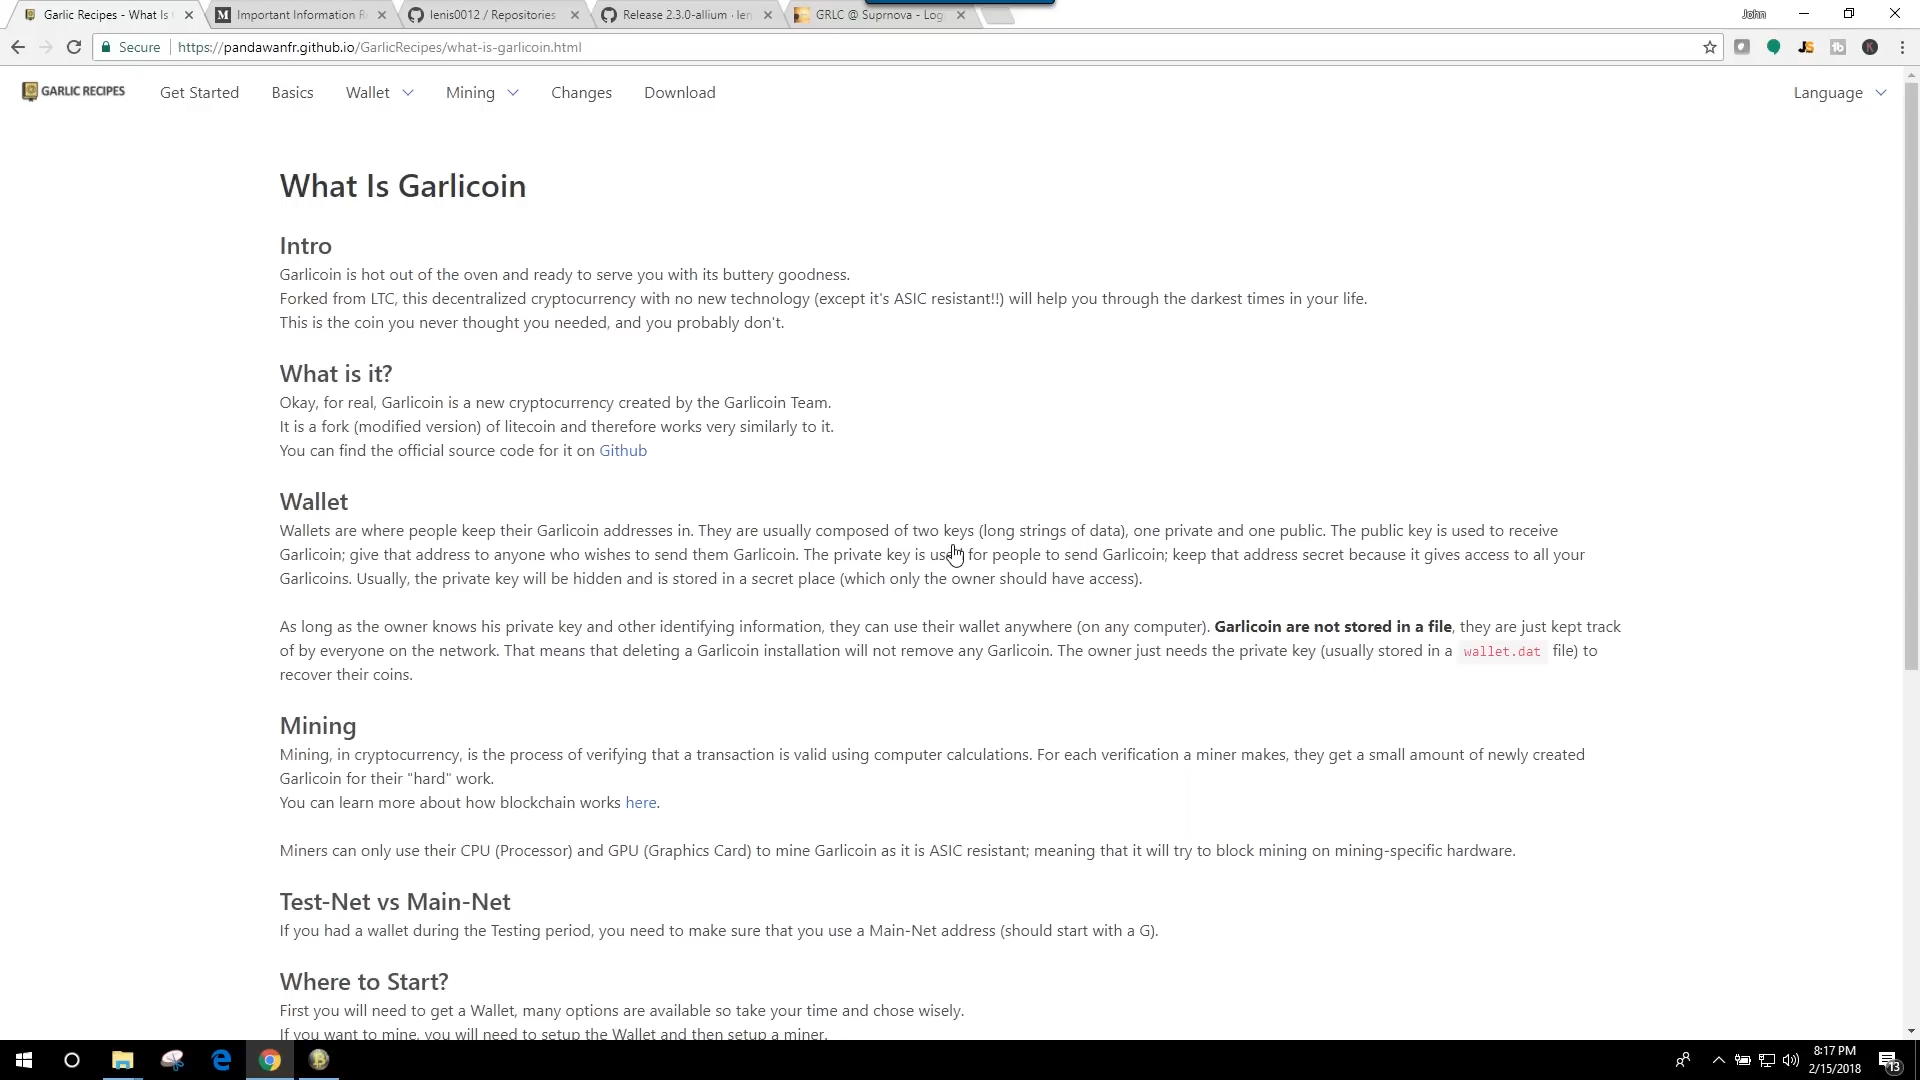 Garlic Recipes - What Is
Important Information R
lenis0012 / Repositories
Release 2.3.0-allium · len
GRLC @ Suprnova - Log
John
Secure
https://pandawanfr.github.io/GarlicRecipes/what-is-garlicoin.html
GARLIC RECIPES
Get Started
Basics
Wallet
Mining
Changes
Download
Language
What Is Garlicoin
Intro
Garlicoin is hot out of the oven and ready to serve you with its buttery goodness.
Forked from LTC, this decentralized cryptocurrency with no new technology (except it's ASIC resistant!!) will help you through the darkest times in your life.
This is the coin you never thought you needed, and you probably don't.
What is it?
Okay, for real, Garlicoin is a new cryptocurrency created by the Garlicoin Team.
It is a fork (modified version) of litecoin and therefore works very similarly to it.
You can find the official source code for it on Github
Wallet
Wallets are where people keep their Garlicoin addresses in. They are usually composed of two keys (long strings of data), one private and one public. The public key is used to receive
Garlicoin; give that address to anyone who wishes to send them Garlicoin. The private key is used for people to send Garlicoin; keep that address secret because it gives access to all your
Garlicoins. Usually, the private key will be hidden and is stored in a secret place (which only the owner should have access).
As long as the owner knows his private key and other identifying information, they can use their wallet anywhere (on any computer). Garlicoin are not stored in a file, they are just kept track
of by everyone on the network. That means that deleting a Garlicoin installation will not remove any Garlicoin. The owner just needs the private key (usually stored in a wallet.dat file) to
recover their coins.
Mining
Mining, in cryptocurrency, is the process of verifying that a transaction is valid using computer calculations. For each verification a miner makes, they get a small amount of newly created
Garlicoin for their "hard" work.
You can learn more about how blockchain works here.
Miners can only use their CPU (Processor) and GPU (Graphics Card) to mine Garlicoin as it is ASIC resistant; meaning that it will try to block mining on mining-specific hardware.
Test-Net vs Main-Net
If you had a wallet during the Testing period, you need to make sure that you use a Main-Net address (should start with a G).
Where to Start?
First you will need to get a Wallet, many options are available so take your time and chose wisely.
If you want to mine, you will need to setup the Wallet and then setup a miner.
8:17 PM
2/15/2018
13